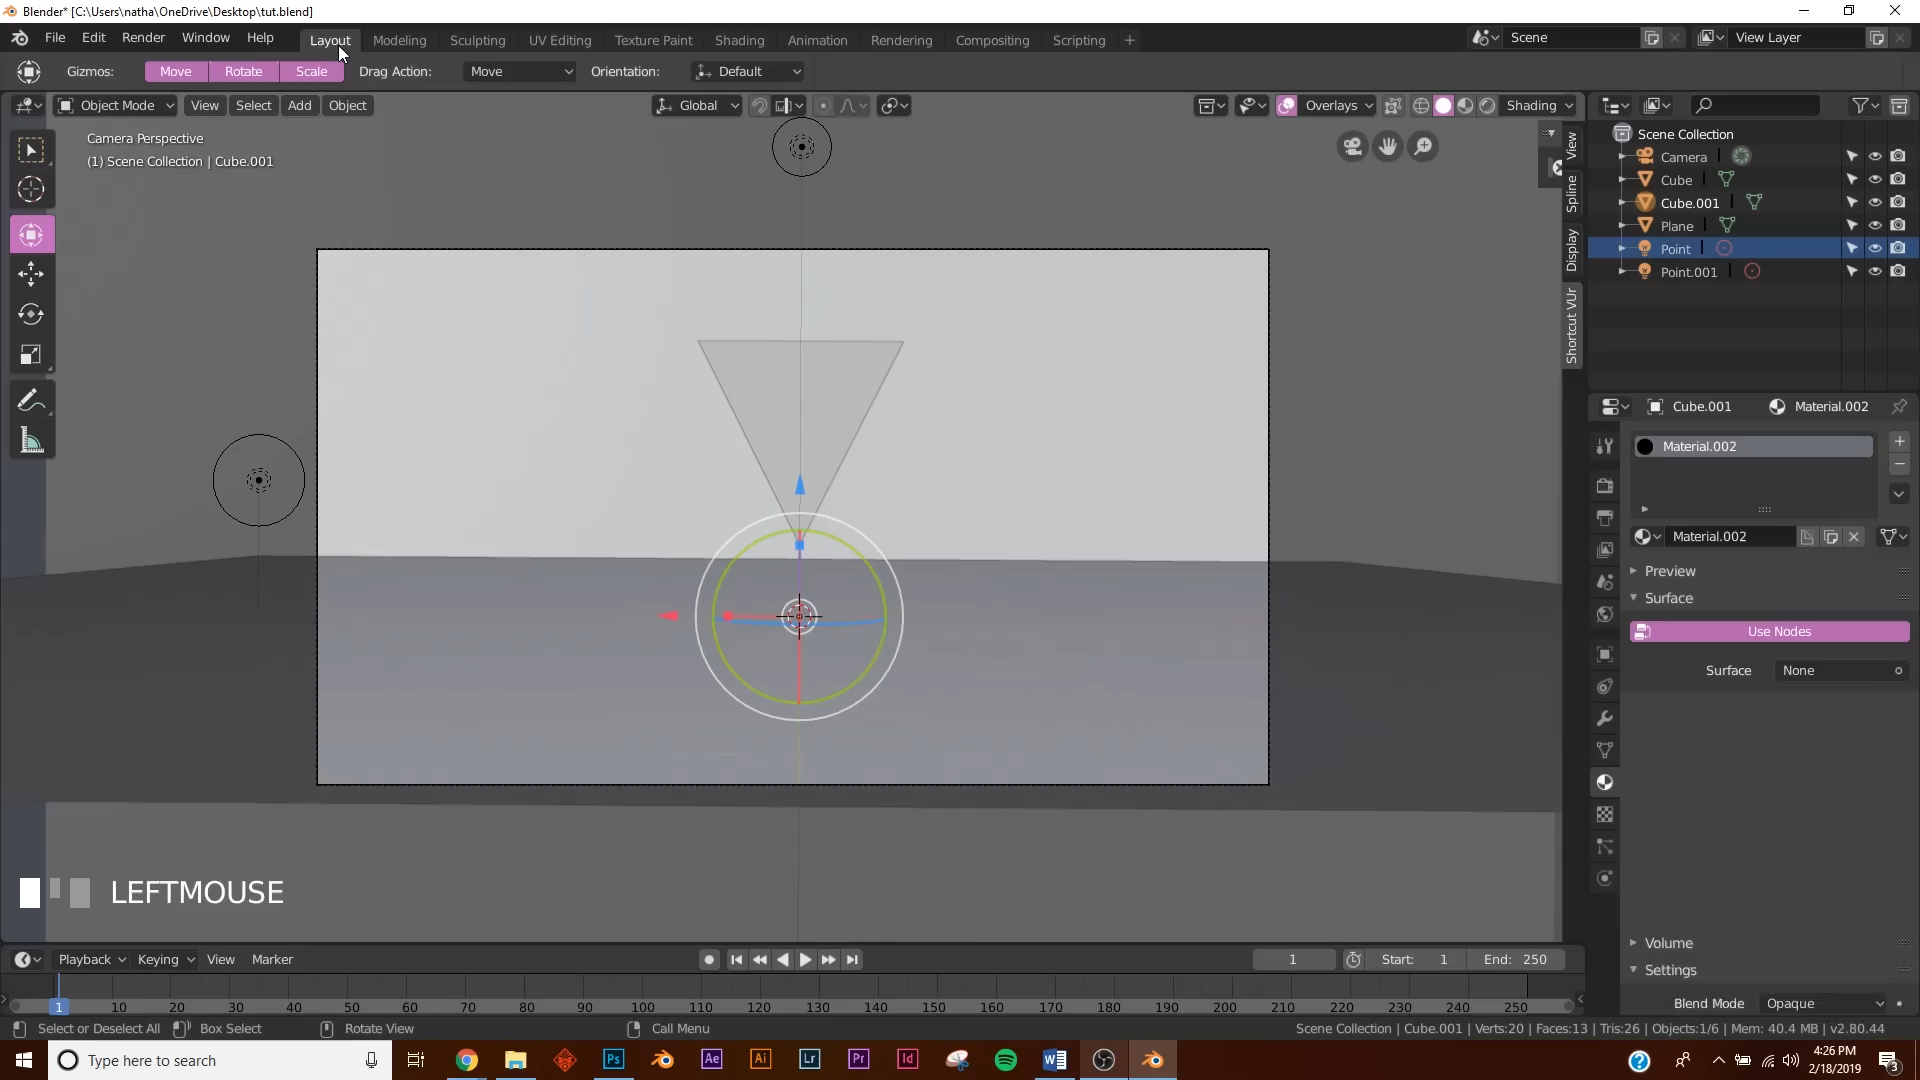 Blender* [C:\Users\natha\OneDrive\Desktop\tut.blend]
File Edit Render Window Help Layout Modeling Sculpting UV Editing Texture Paint Shading Animation Rendering Compositing Scripting Scene View Layer
Gizmos: Move Rotate Scale Drag Action: Move Orientation: Default
Object Mode View Select Add Object Global Overlays Shading
Camera Perspective
(1) Scene Collection | Cube.001
View
Spline
Display
Shortcut VUr
Scene Collection
Camera
Cube
Cube.001
Plane
Point
Point.001
Cube.001 Material.002
Material.002
Material.002
Preview
Surface
Use Nodes
Surface None
Volume
Settings
Blend Mode Opaque
LEFTMOUSE
Playback Keying View Marker 1 Start: 1 End: 250
1 10 20 30 40 50 60 70 80 90 100 110 120 130 140 150 160 170 180 190 200 210 220 230 240 250
Select or Deselect All Box Select Rotate View Call Menu Scene Collection | Cube.001 | Verts:20 | Faces:13 | Tris:26 | Objects:1/6 | Mem: 40.4 MB | v2.80.44
Type here to search Ps Ae Ai Lr Pr Id
4:26 PM
2/18/2019
3